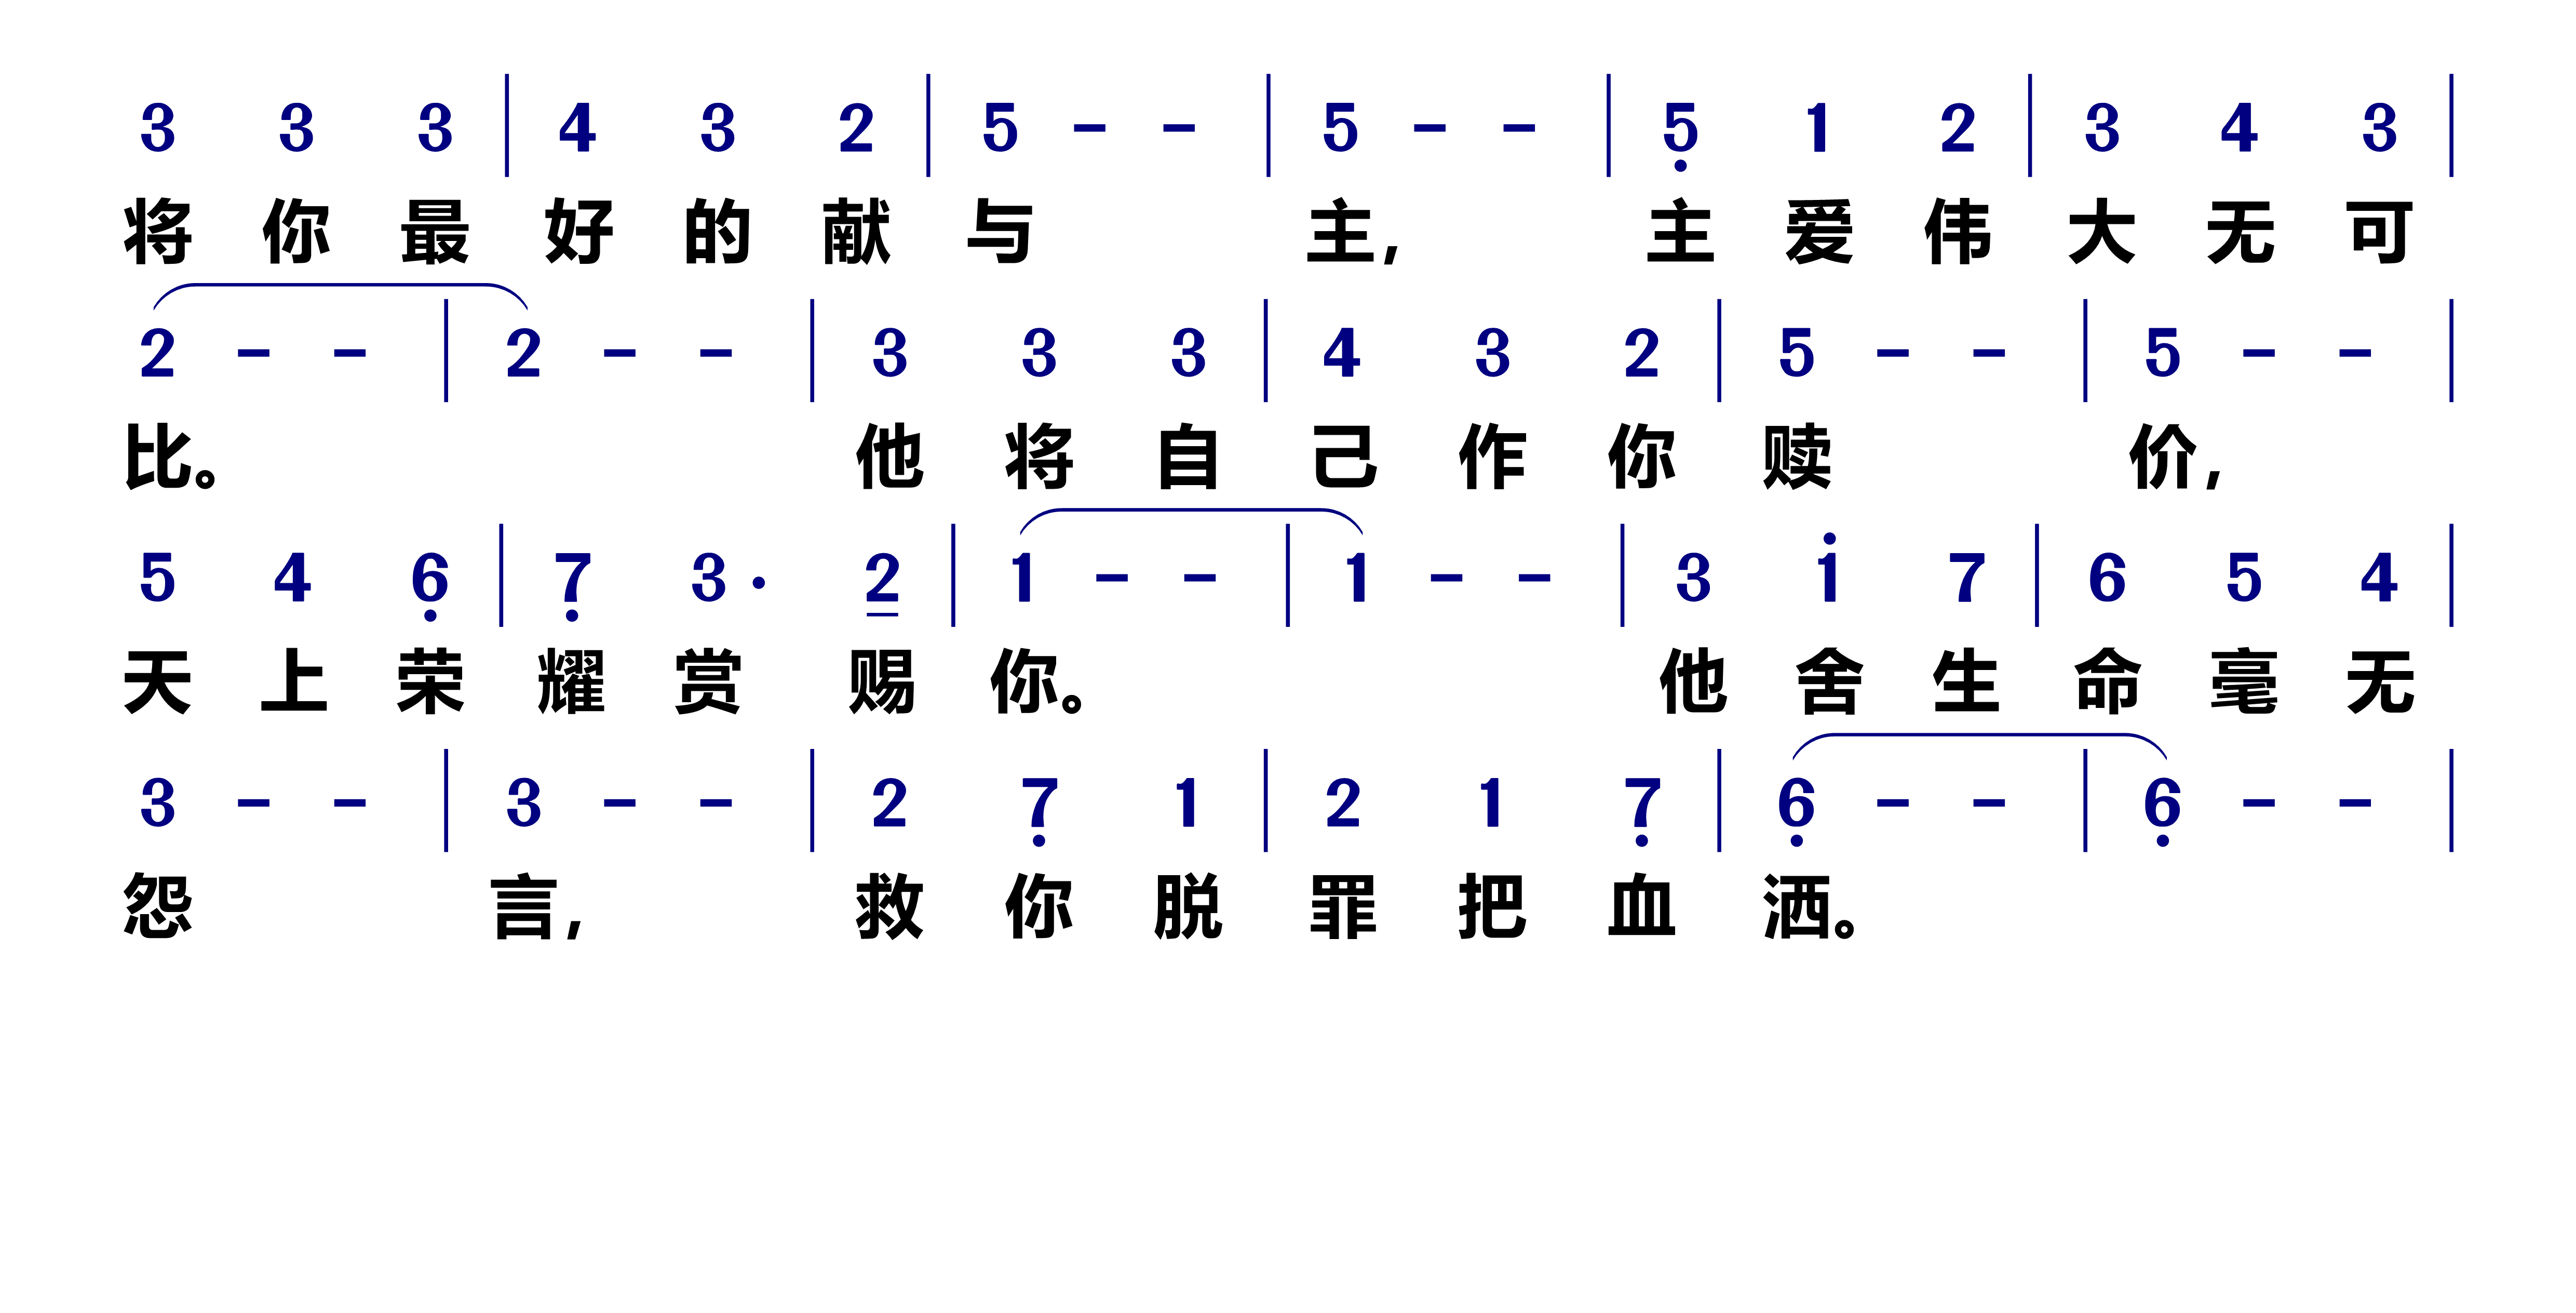 3 3 3 | 4 3 2 | 5 - - | 5 - - | 5̣ 1 2 | 3 4 3 |
将你最好的献与主,主爱伟大无可
2 - - | 2 - - | 3 3 3 | 4 3 2 | 5 - - | 5 - - |
比。他将自己作你赎价,
5 4 6̣ | 7̣ 3· 2̲ | 1 - - | 1 - - | 3 1̇ 7 | 6 5 4 |
天上荣耀赏赐你。他舍生命毫无
3 - - | 3 - - | 2 7̣ 1 | 2 1 7̣ | 6̣ - - | 6̣ - - |
怨言,救你脱罪把血洒。